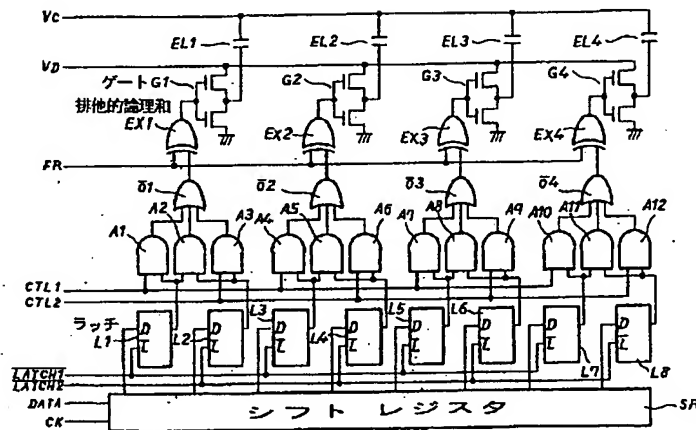 VC
EL1 EL2 EL3 EL4
VD
ゲートG1 G2 G3 G4
排他的論理和
EX1 EX2 EX3 EX4
FR
O1 O2 O3 O4
A1 A2 A3 A4 A5 A6 A7 A8 A9 A10 A11 A12
CTL1
CTL2
ラッチ
L1 L2 L3 L4 L5 L6 L7 L8
D D D D D D D D
L L L L L L L L
LATCH1
LATCH2
DATA
CK
シフト レジスタ
SR